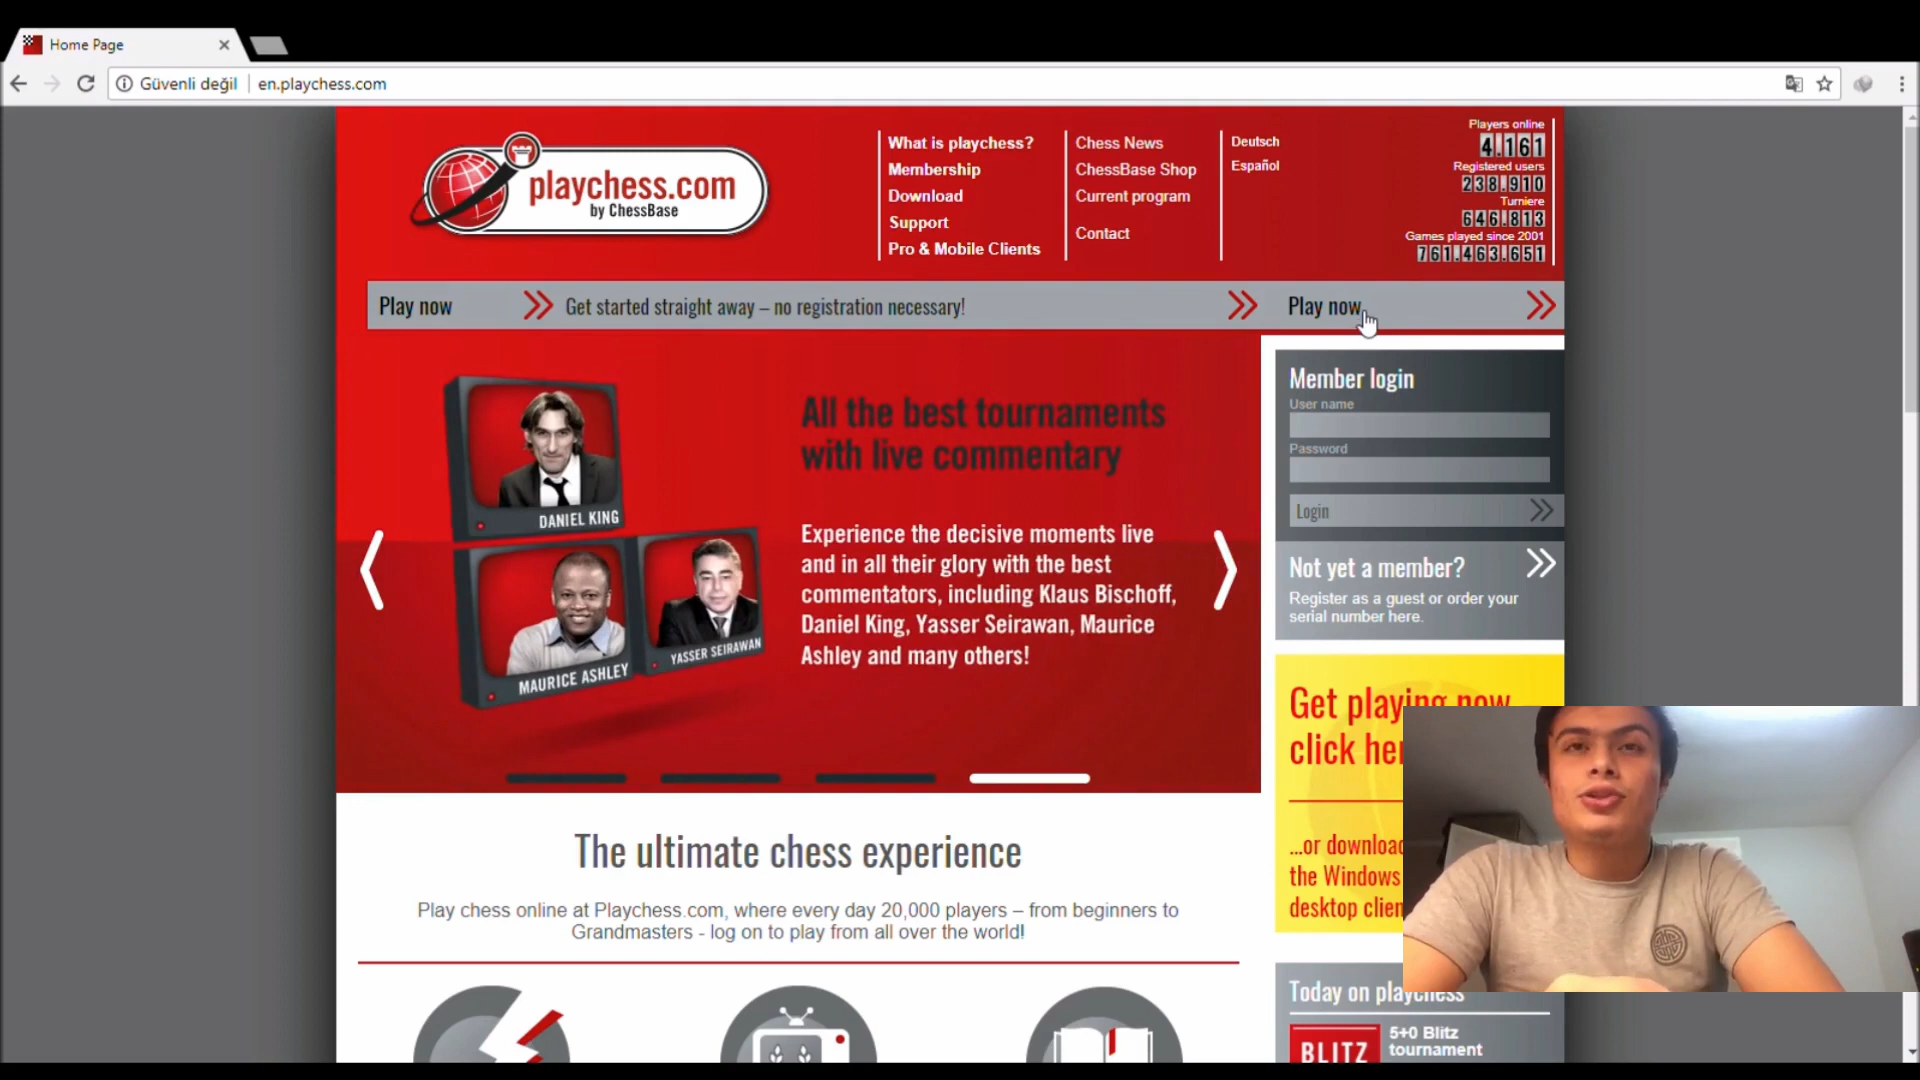 Home Page
Güvenli değil
en.playchess.com
playchess.com
by ChessBase
What is playchess?
Membership
Download
Support
Pro & Mobile Clients
Chess News
ChessBase Shop
Current program
Contact
Deutsch
Español
Players online
4.161
Registered users
238.910
Turniere
646.813
Games played since 2001
761.463.651
Play now
Get started straight away – no registration necessary!
Play now
DANIEL KING
MAURICE ASHLEY
YASSER SEIRAWAN
All the best tournaments
with live commentary
Experience the decisive moments live
and in all their glory with the best
commentators, including Klaus Bischoff,
Daniel King, Yasser Seirawan, Maurice
Ashley and many others!
Member login
User name
Password
Login
Not yet a member?
Register as a guest or order your
serial number here.
Get playing now
click
...or
the Windows
desktop
The ultimate chess experience
Play chess online at Playchess.com, where every day 20,000 players – from beginners to
Grandmasters - log on to play from all over the world!
Today on playchess
BLITZ
5+0 Blitz
tournament